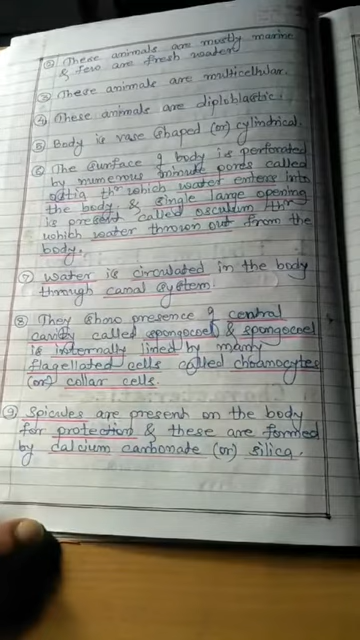 ② These animals are mostly marine
& few are fresh water
③ These animals are multicellular.
④ These animals are diploblastic.
⑤ Body is vase shaped (or) cylindrical.
⑥ The surface of body is perforated
by numerous minute pores called
ostia thr which water enters into
the body & single large opening
is present called osculum thr
which water thrown out from the
body.
⑦ Water is circulated in the body
through canal system.
⑧ They show presence of central
cavity called spongocoel & spongocoel
is internally lined by many
flagellated cells called choanocytes
(or) collar cells.
⑨ Spicules are present on the body
for protection & these are formed
by calcium carbonate (or) silica.